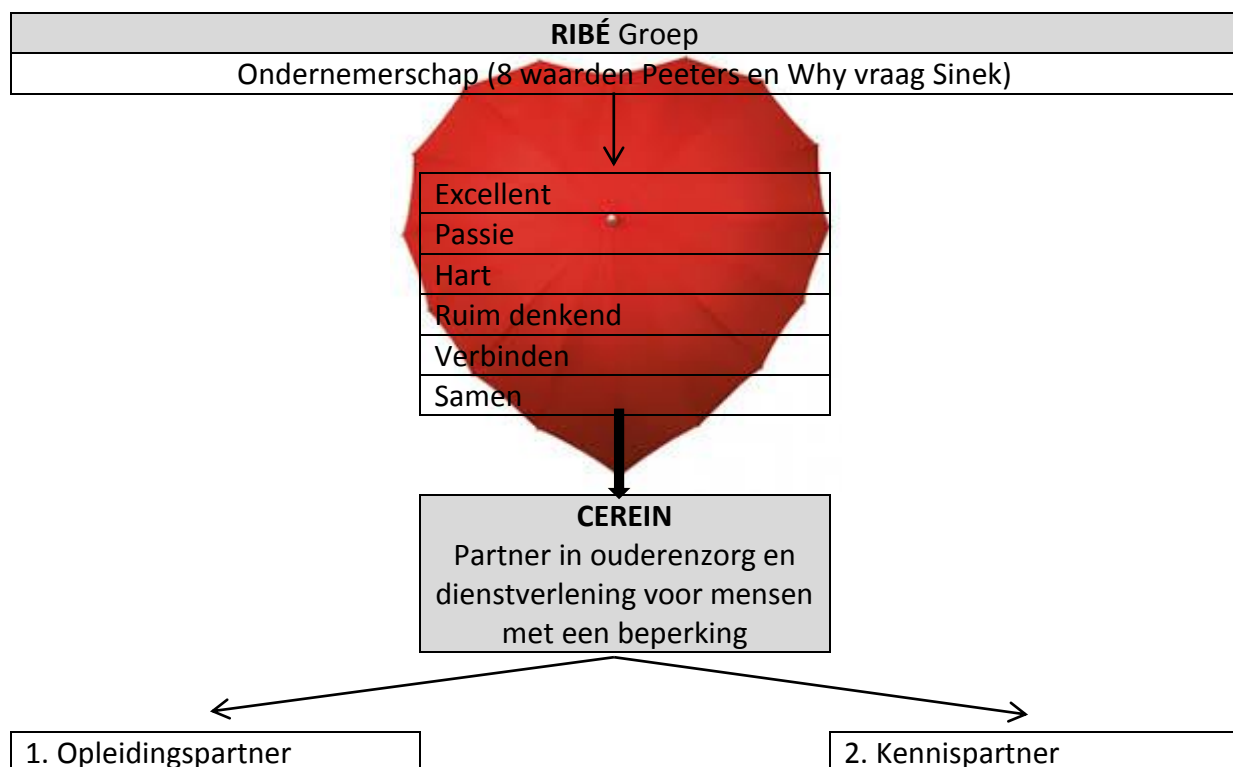 RIBÉ Groep
Ondernemerschap (8 waarden Peeters en Why vraag Sinek)
Excellent
Passie
Hart
Ruim denkend
Verbinden
Samen
CEREIN
Partner in ouderenzorg en
dienstverlening voor mensen
met een beperking
1. Opleidingspartner
2. Kennispartner